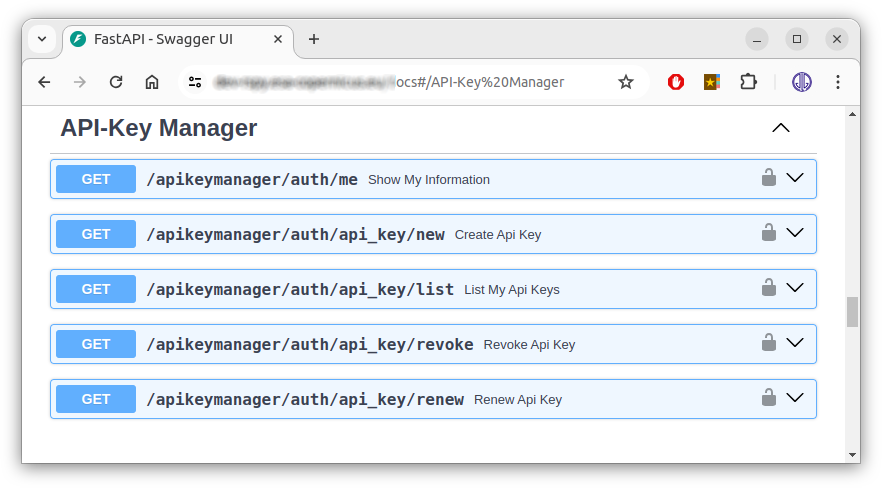 FastAPI - Swagger UI
ocs#/API-Key%20Manager
API-Key Manager
GET /apikeymanager/auth/me Show My Information
GET /apikeymanager/auth/api_key/new Create Api Key
GET /apikeymanager/auth/api_key/list List My Api Keys
GET /apikeymanager/auth/api_key/revoke Revoke Api Key
GET /apikeymanager/auth/api_key/renew Renew Api Key